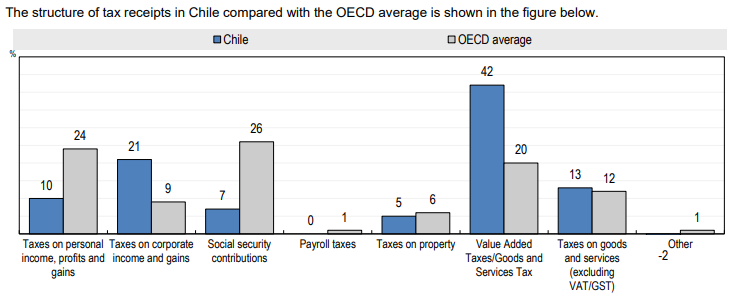 The structure of tax receipts in Chile compared with the OECD average is shown in the figure below.
Chile OECD average
%
10 24 21 9 7 26 0 1 5 6 42 20 13 12 -2 1
Taxes on personal income, profits and gains
Taxes on corporate income and gains
Social security contributions
Payroll taxes
Taxes on property
Value Added Taxes/Goods and Services Tax
Taxes on goods and services (excluding VAT/GST)
Other